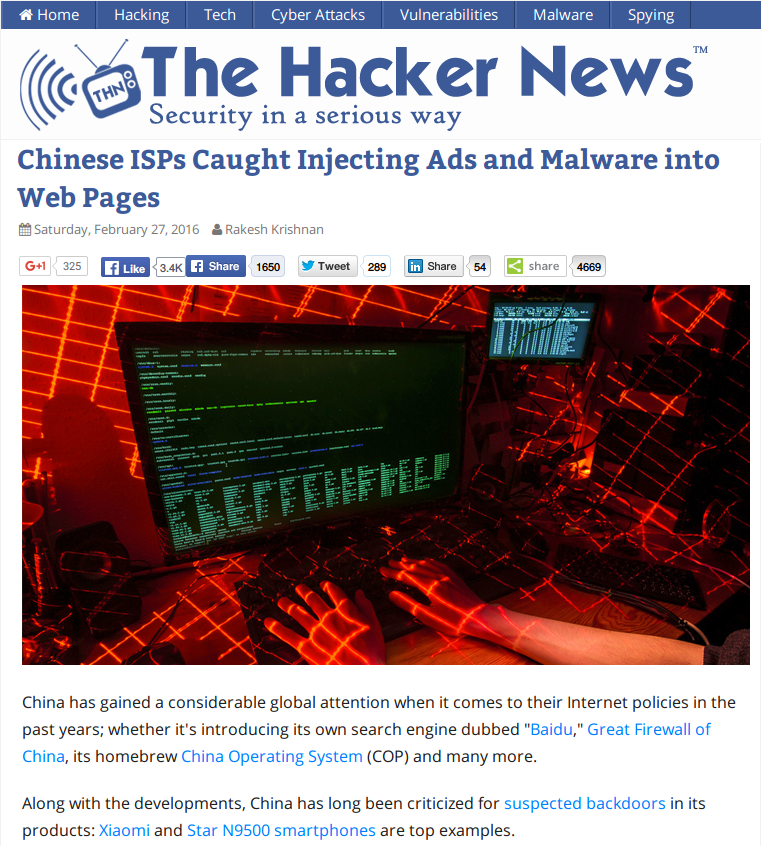 Home Hacking Tech Cyber Attacks Vulnerabilities Malware Spying
THN
The Hacker News™
Security in a serious way
Chinese ISPs Caught Injecting Ads and Malware into
Web Pages
Saturday, February 27, 2016 Rakesh Krishnan
G+1 325 Like 3.4K Share 1650 Tweet 289 in Share 54 share 4669
China has gained a considerable global attention when it comes to their Internet policies in the
past years; whether it's introducing its own search engine dubbed "Baidu," Great Firewall of
China, its homebrew China Operating System (COP) and many more.
Along with the developments, China has long been criticized for suspected backdoors in its
products: Xiaomi and Star N9500 smartphones are top examples.